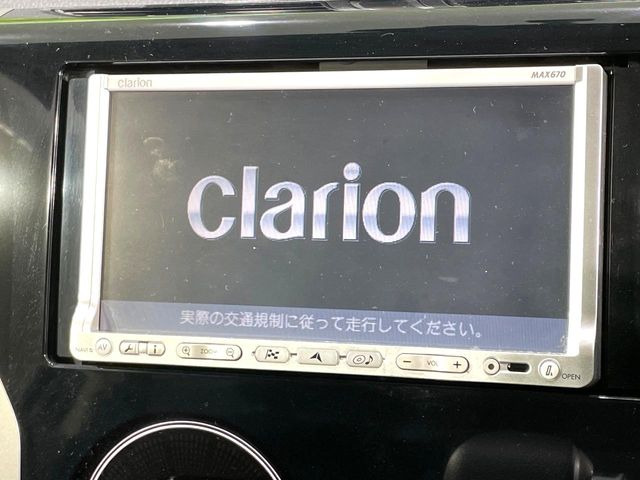 clarion
MAX670
clarion
実際の交通規制に従って走行してください。
NAVI AV i ZOOM − VOL + OPEN